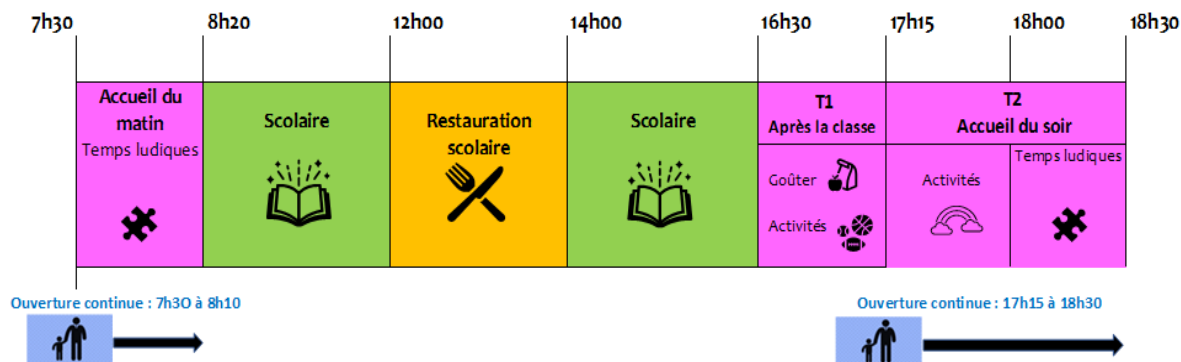 7h30 8h20 12h00 14h00 16h30 17h15 18h00 18h30
Accueil du
matin
Temps ludiques
Scolaire
Restauration
scolaire
Scolaire
T1
Après la classe
Goûter
Activités
T2
Accueil du soir
Activités
Temps ludiques
Ouverture continue : 7h30 à 8h10
Ouverture continue : 17h15 à 18h30